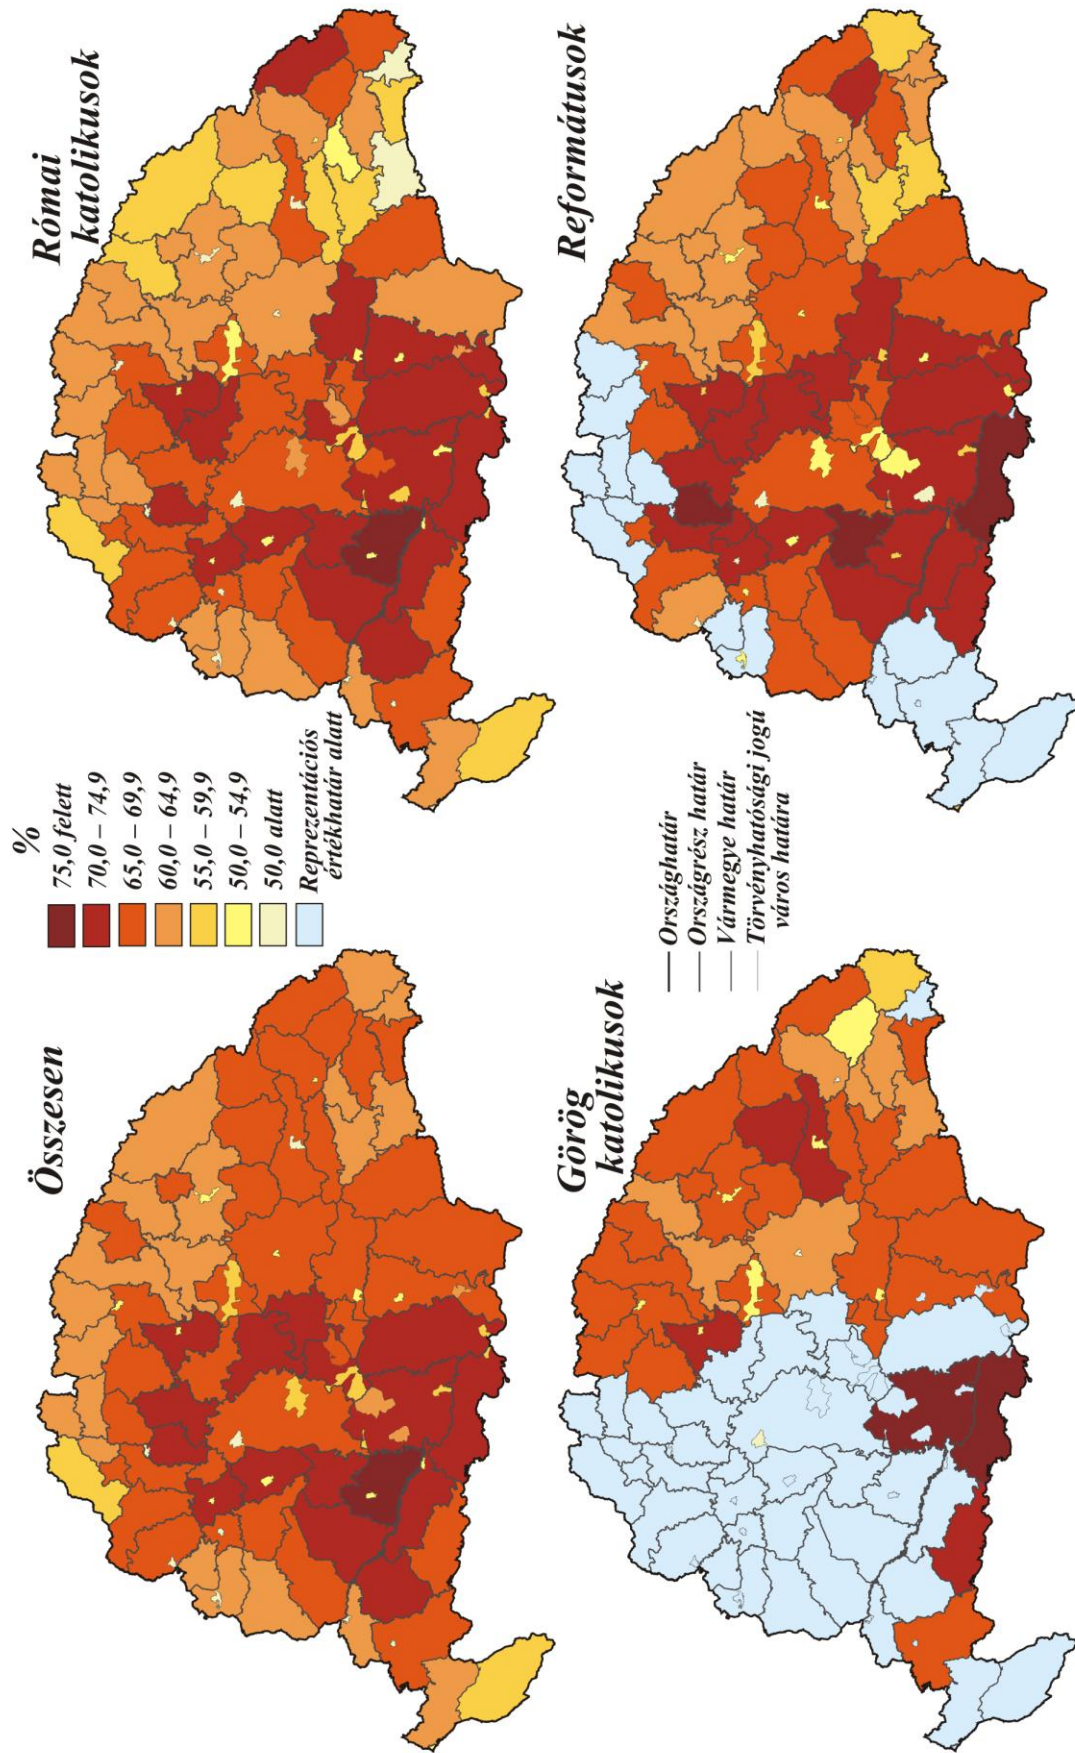 Összesen
%
75,0 felett
70,0 – 74,9
65,0 – 69,9
60,0 – 64,9
55,0 – 59,9
50,0 – 54,9
50,0 alatt
Reprezentációs
értékhatár alatt
Római
katolikusok
Görög
katolikusok
Országhatár
Országrész határ
Vármegye határ
Törvényhatósági jogú
város határa
Reformátusok